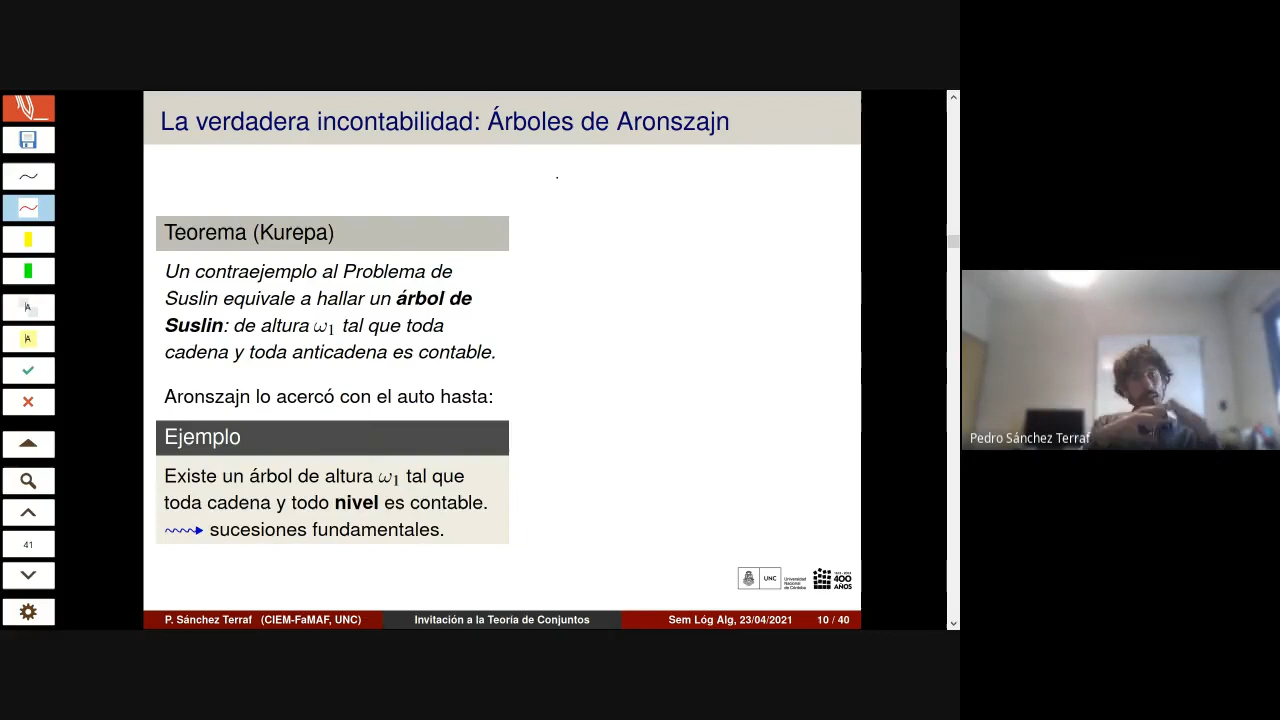 La verdadera incontabilidad: Árboles de Aronszajn
Teorema (Kurepa)
Un contraejemplo al Problema de
Suslin equivale a hallar un árbol de
Suslin: de altura ω₁ tal que toda
cadena y toda anticadena es contable.
Aronszajn lo acercó con el auto hasta:
Ejemplo
Existe un árbol de altura ω₁ tal que
toda cadena y todo nivel es contable.
sucesiones fundamentales.
A
A
41
UNC
Universidad
Nacional
de Córdoba
400
AÑOS
P. Sánchez Terraf (CIEM-FaMAF, UNC)
Invitación a la Teoría de Conjuntos
Sem Lóg Alg, 23/04/2021
10 / 40
Pedro Sánchez Terraf